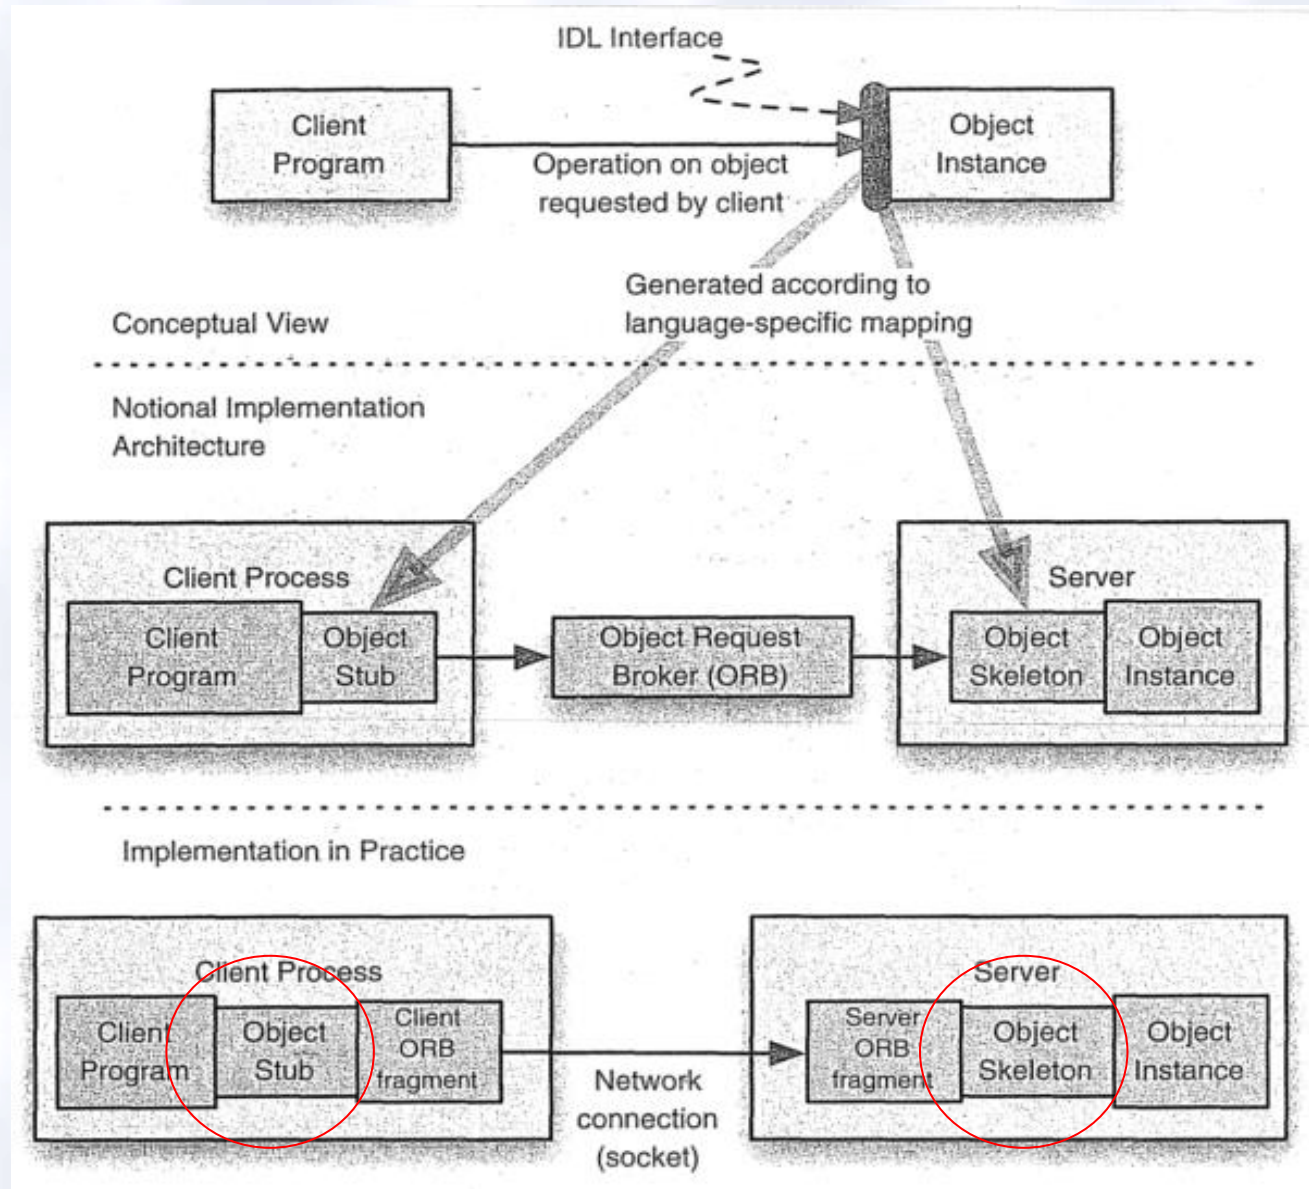 IDL Interface
Client
Program
Operation on object
requested by client
Object
Instance
Generated according to
language-specific mapping
Conceptual View
Notional Implementation
Architecture
Client Process
Client
Program
Object
Stub
Object Request
Broker (ORB)
Server
Object
Skeleton
Object
Instance
Implementation in Practice
Client Process
Client
Program
Object
Stub
Client
ORB
fragment
Network
connection
(socket)
Server
Server
ORB
fragment
Object
Skeleton
Object
Instance